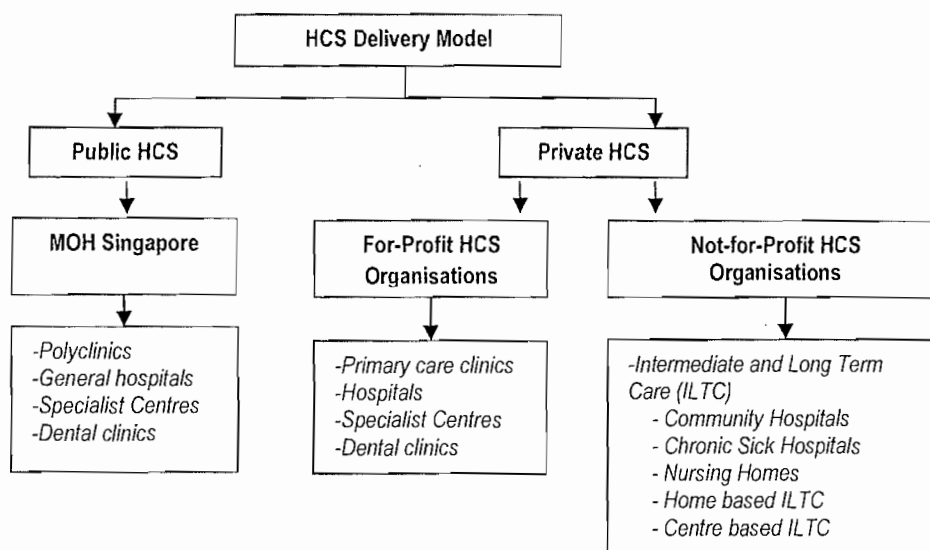 HCS Delivery Model
Public HCS
Private HCS
MOH Singapore
For-Profit HCS
Organisations
Not-for-Profit HCS
Organisations
-Polyclinics
-General hospitals
-Specialist Centres
-Dental clinics
-Primary care clinics
-Hospitals
-Specialist Centres
-Dental clinics
-Intermediate and Long Term
Care (ILTC)
- Community Hospitals
- Chronic Sick Hospitals
- Nursing Homes
- Home based ILTC
- Centre based ILTC